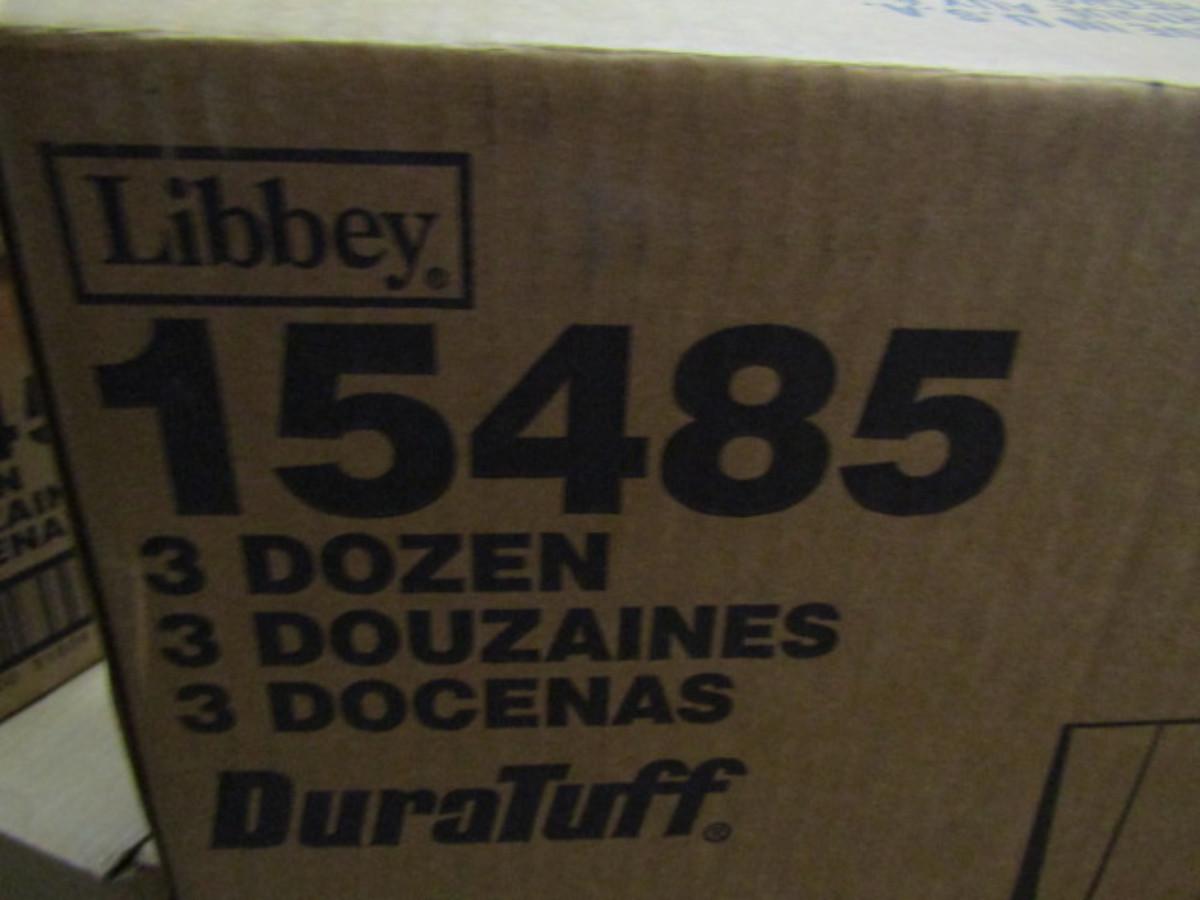 Libbey®
15485
3 DOZEN
3 DOUZAINES
3 DOCENAS
DuraTuff®